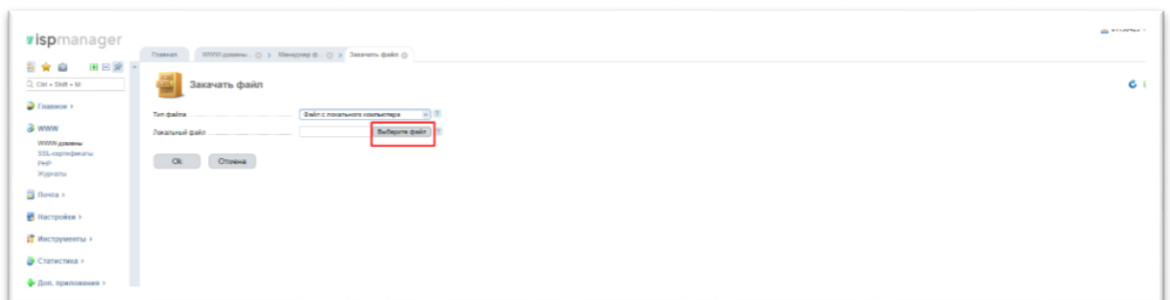 ispmanager
Главная WWW-домены Менеджер ф... Закачать файл
Ctrl + Shift + M
Закачать файл
Главное
Тип файла Файл с локального компьютера
WWW
Локальный файл Выберите файл
WWW-домены
SSL-сертификаты
Ok Отмена
PHP
Журналы
Почта
Настройки
Инструменты
Статистика
Доп. приложения